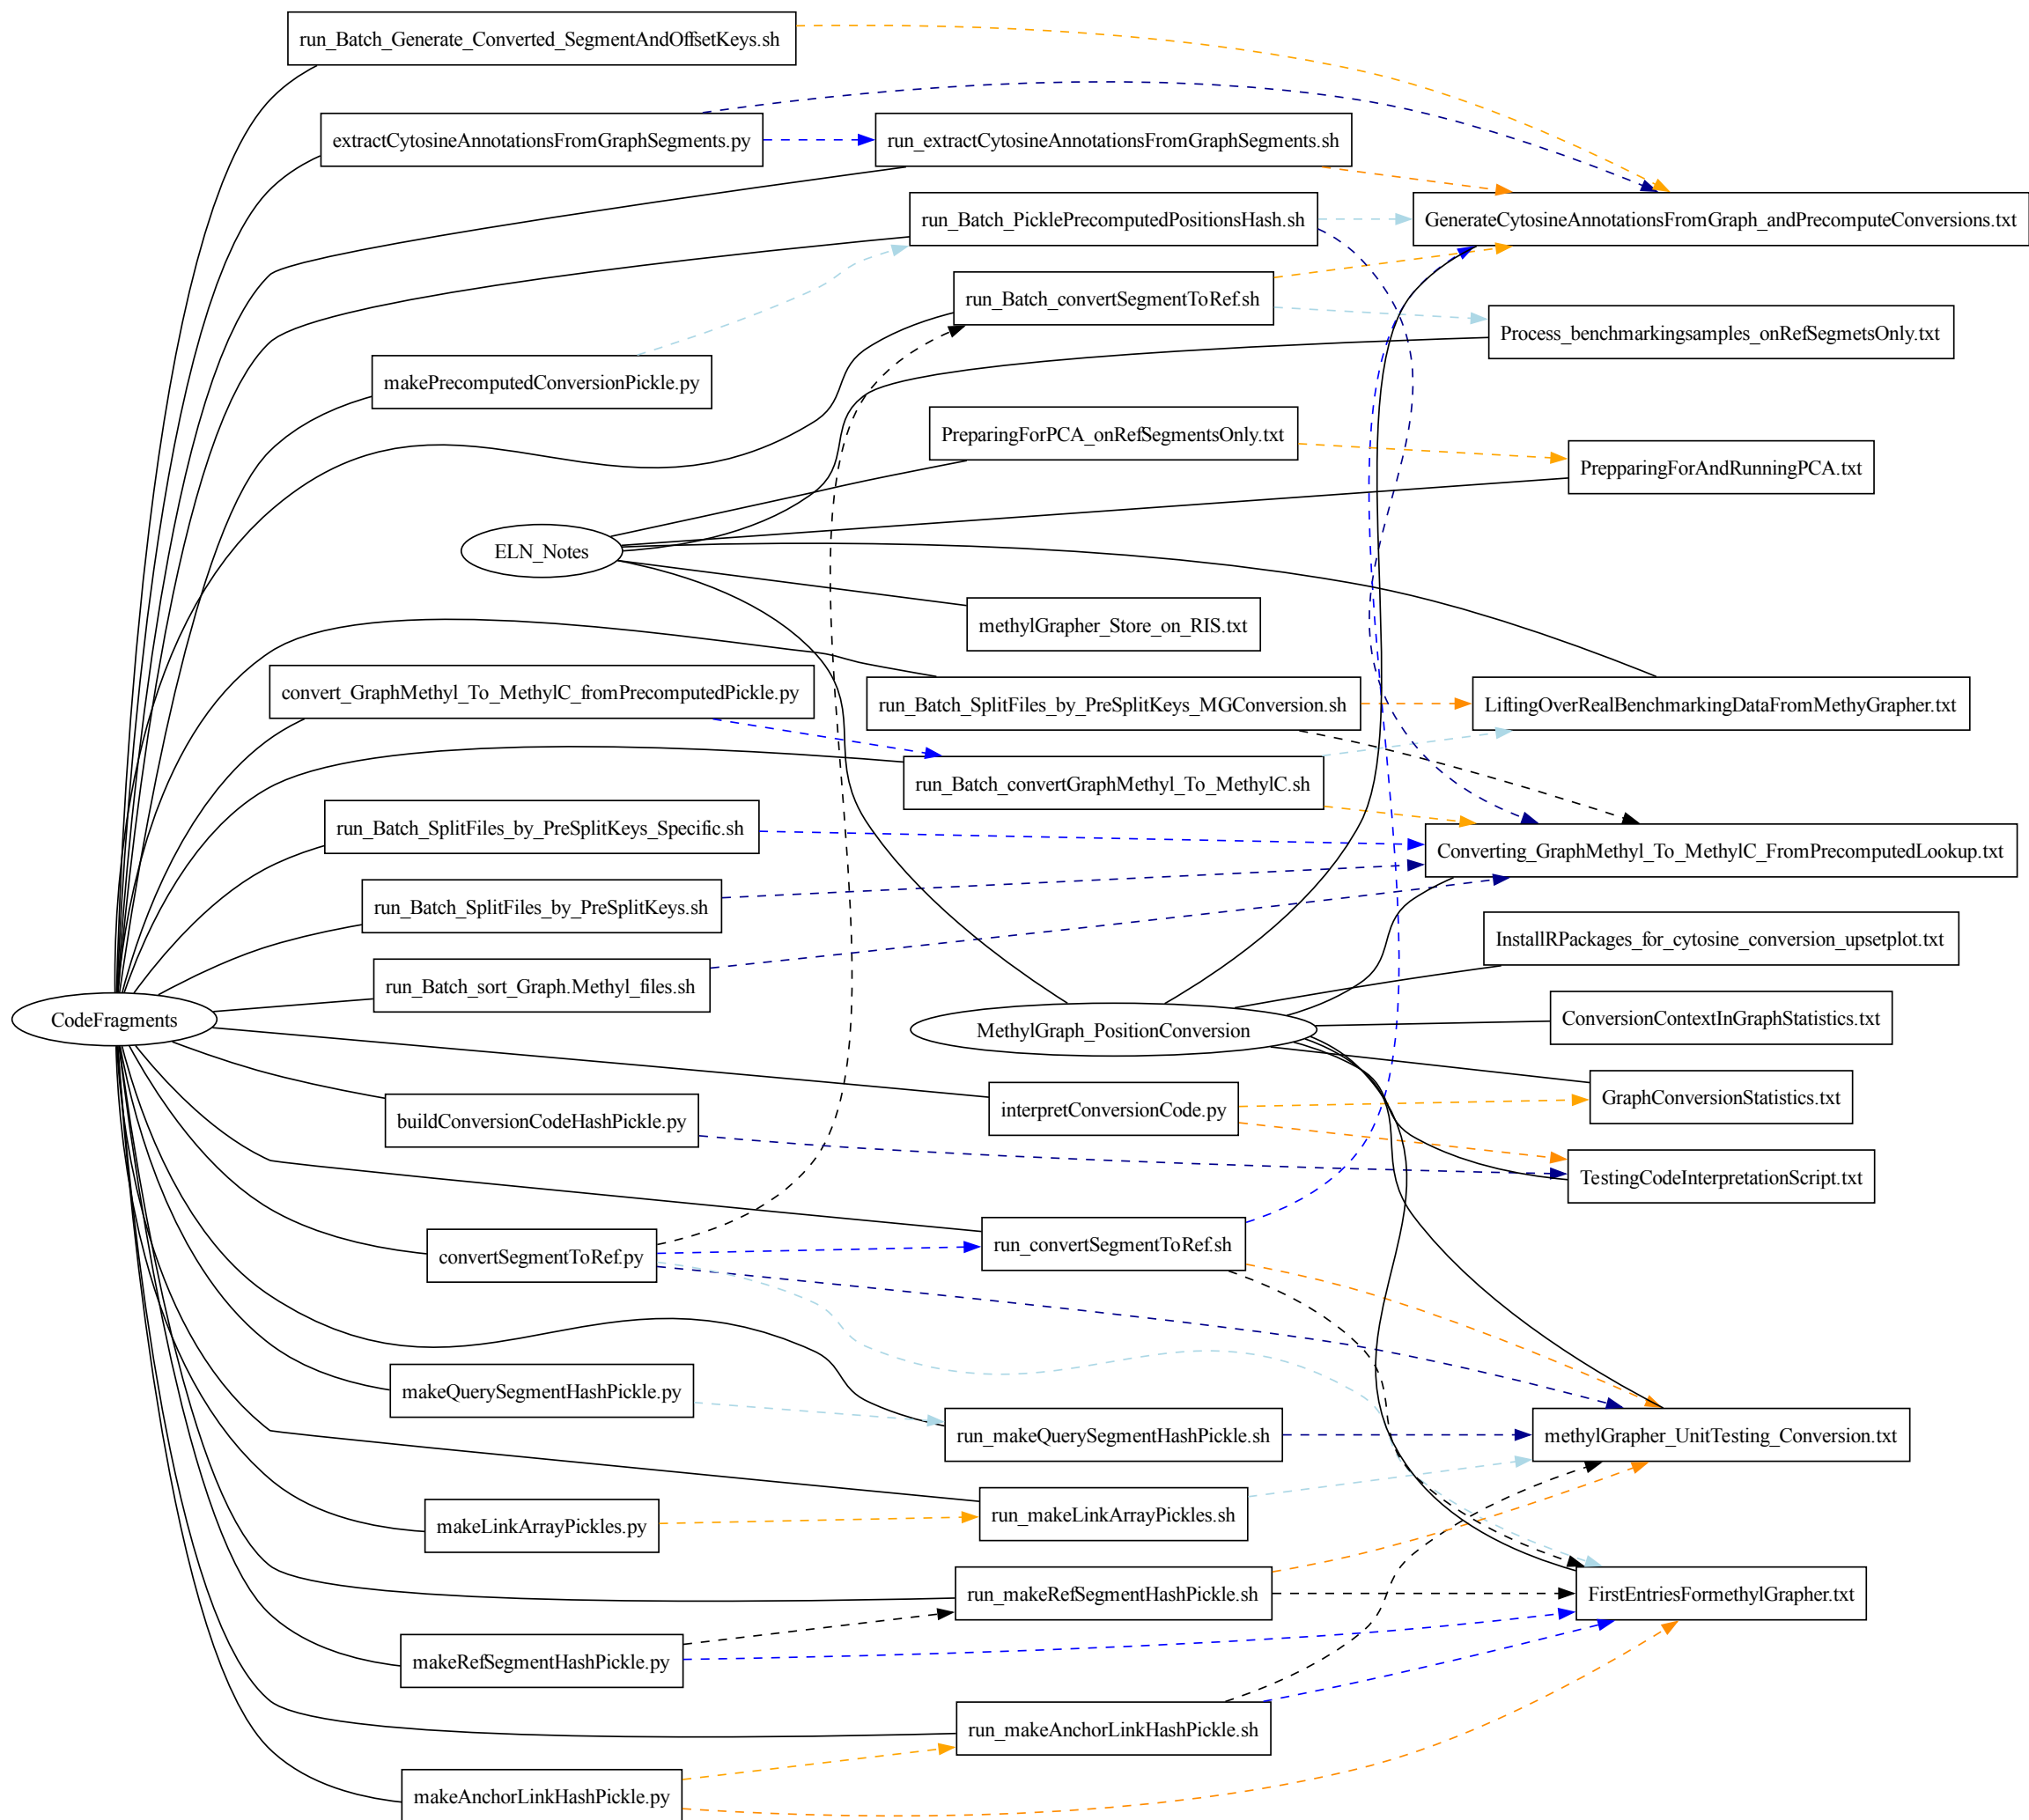 run_Batch_Generate_Converted_SegmentAndOffsetKeys.sh
extractCytosineAnnotationsFromGraphSegments.py
run_extractCytosineAnnotationsFromGraphSegments.sh
run_Batch_PicklePrecomputedPositionsHash.sh
GenerateCytosineAnnotationsFromGraph_andPrecomputeConversions.txt
run_Batch_convertSegmentToRef.sh
Process_benchmarkingsamples_onRefSegmetsOnly.txt
makePrecomputedConversionPickle.py
PreparingForPCA_onRefSegmentsOnly.txt
PrepparingForAndRunningPCA.txt
ELN_Notes
methylGrapher_Store_on_RIS.txt
convert_GraphMethyl_To_MethylC_fromPrecomputedPickle.py
run_Batch_SplitFiles_by_PreSplitKeys_MGConversion.sh
LiftingOverRealBenchmarkingDataFromMethyGrapher.txt
run_Batch_convertGraphMethyl_To_MethylC.sh
run_Batch_SplitFiles_by_PreSplitKeys_Specific.sh
Converting_GraphMethyl_To_MethylC_FromPrecomputedLookup.txt
run_Batch_SplitFiles_by_PreSplitKeys.sh
InstallRPackages_for_cytosine_conversion_upsetplot.txt
run_Batch_sort_Graph.Methyl_files.sh
CodeFragments
MethylGraph_PositionConversion
ConversionContextInGraphStatistics.txt
GraphConversionStatistics.txt
interpretConversionCode.py
buildConversionCodeHashPickle.py
TestingCodeInterpretationScript.txt
convertSegmentToRef.py
run_convertSegmentToRef.sh
makeQuerySegmentHashPickle.py
run_makeQuerySegmentHashPickle.sh
methylGrapher_UnitTesting_Conversion.txt
makeLinkArrayPickles.py
run_makeLinkArrayPickles.sh
run_makeRefSegmentHashPickle.sh
FirstEntriesFormethylGrapher.txt
makeRefSegmentHashPickle.py
run_makeAnchorLinkHashPickle.sh
makeAnchorLinkHashPickle.py